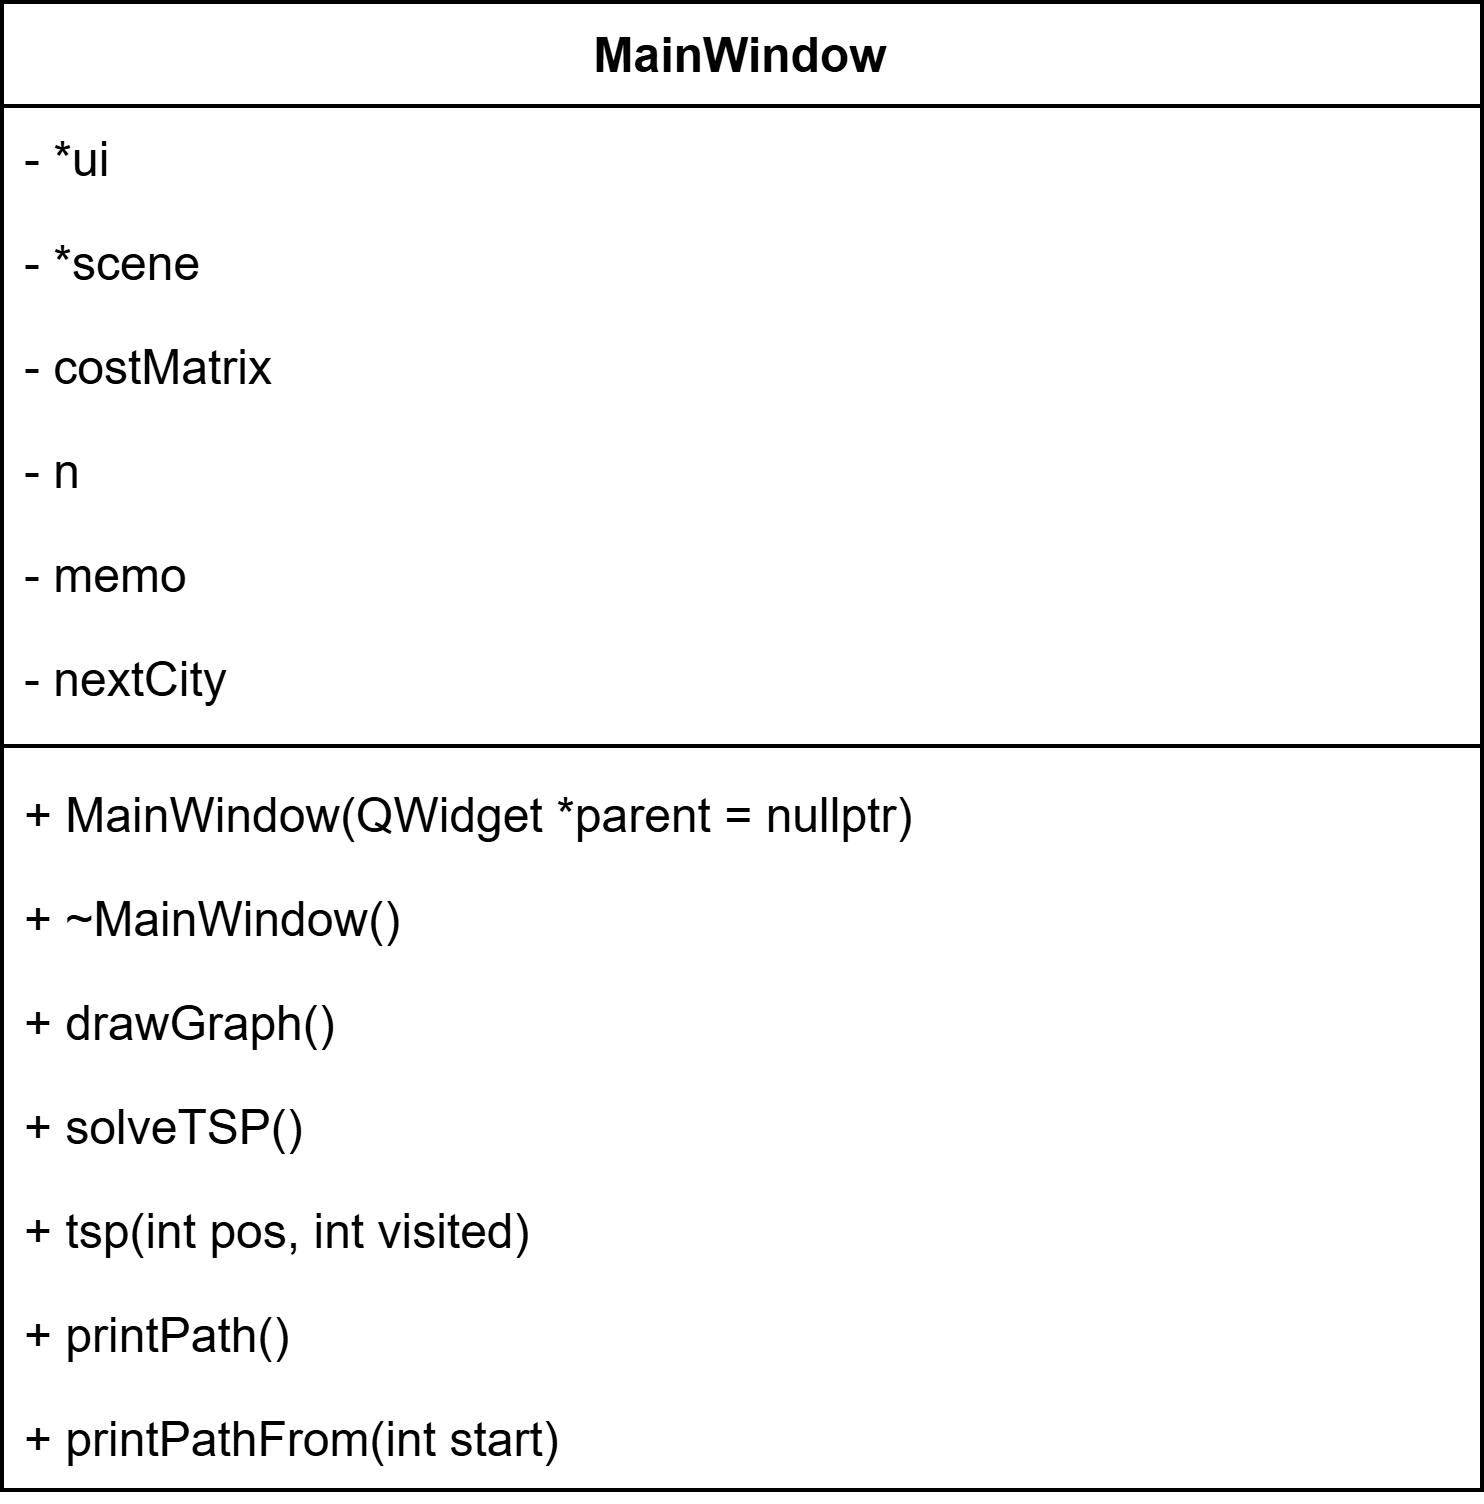 MainWindow
- *ui
- *scene
- costMatrix
- n
- memo
- nextCity
+ MainWindow(QWidget *parent = nullptr)
+ ~MainWindow()
+ drawGraph()
+ solveTSP()
+ tsp(int pos, int visited)
+ printPath()
+ printPathFrom(int start)